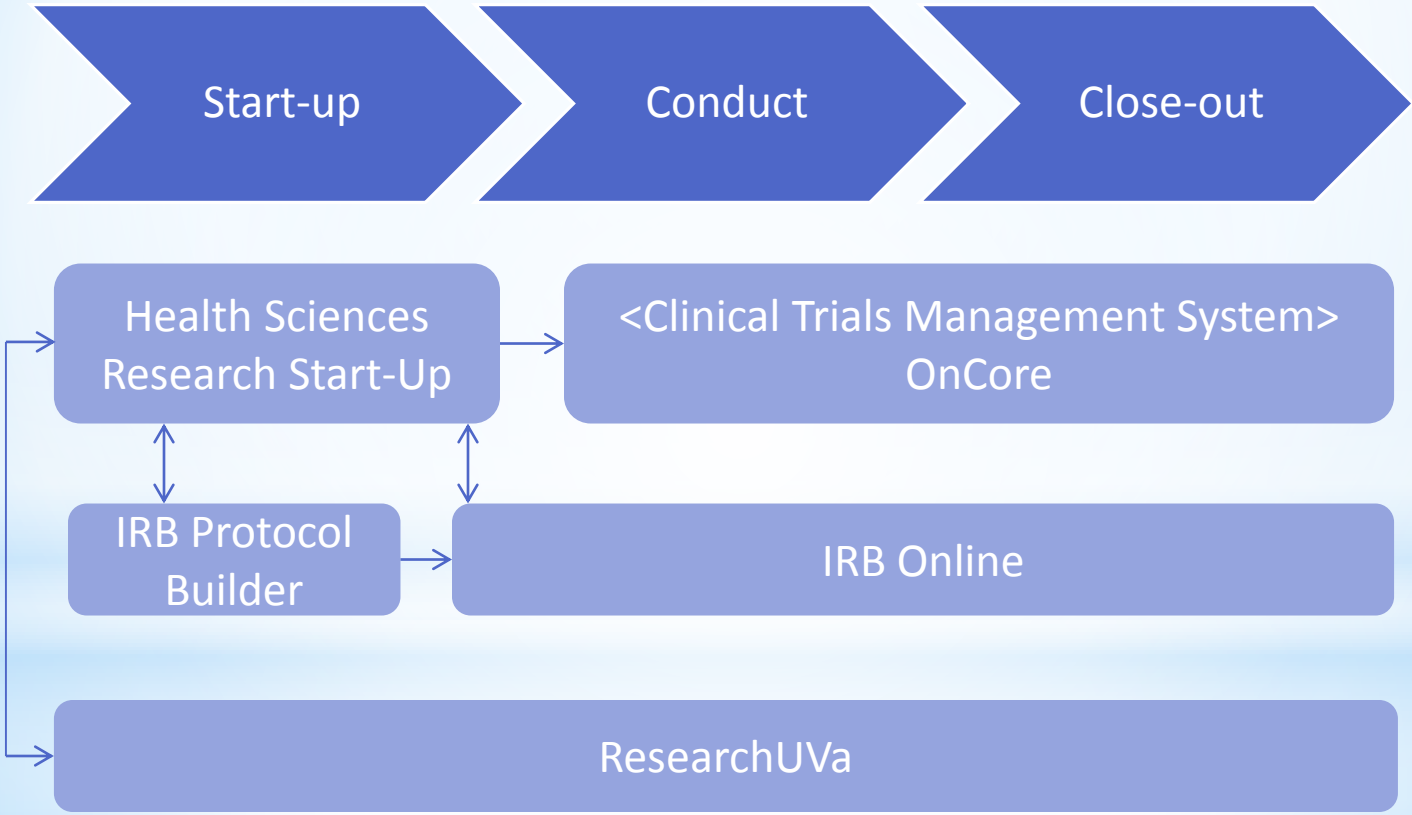 Start-up
Conduct
Close-out
Health Sciences
Research Start-Up
<Clinical Trials Management System>
OnCore
IRB Protocol
Builder
IRB Online
ResearchUVa